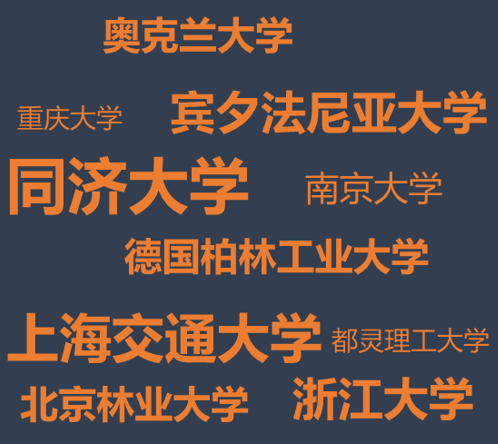 奥克兰大学
重庆大学
宾夕法尼亚大学
同济大学
南京大学
德国柏林工业大学
上海交通大学
都灵理工大学
北京林业大学
浙江大学